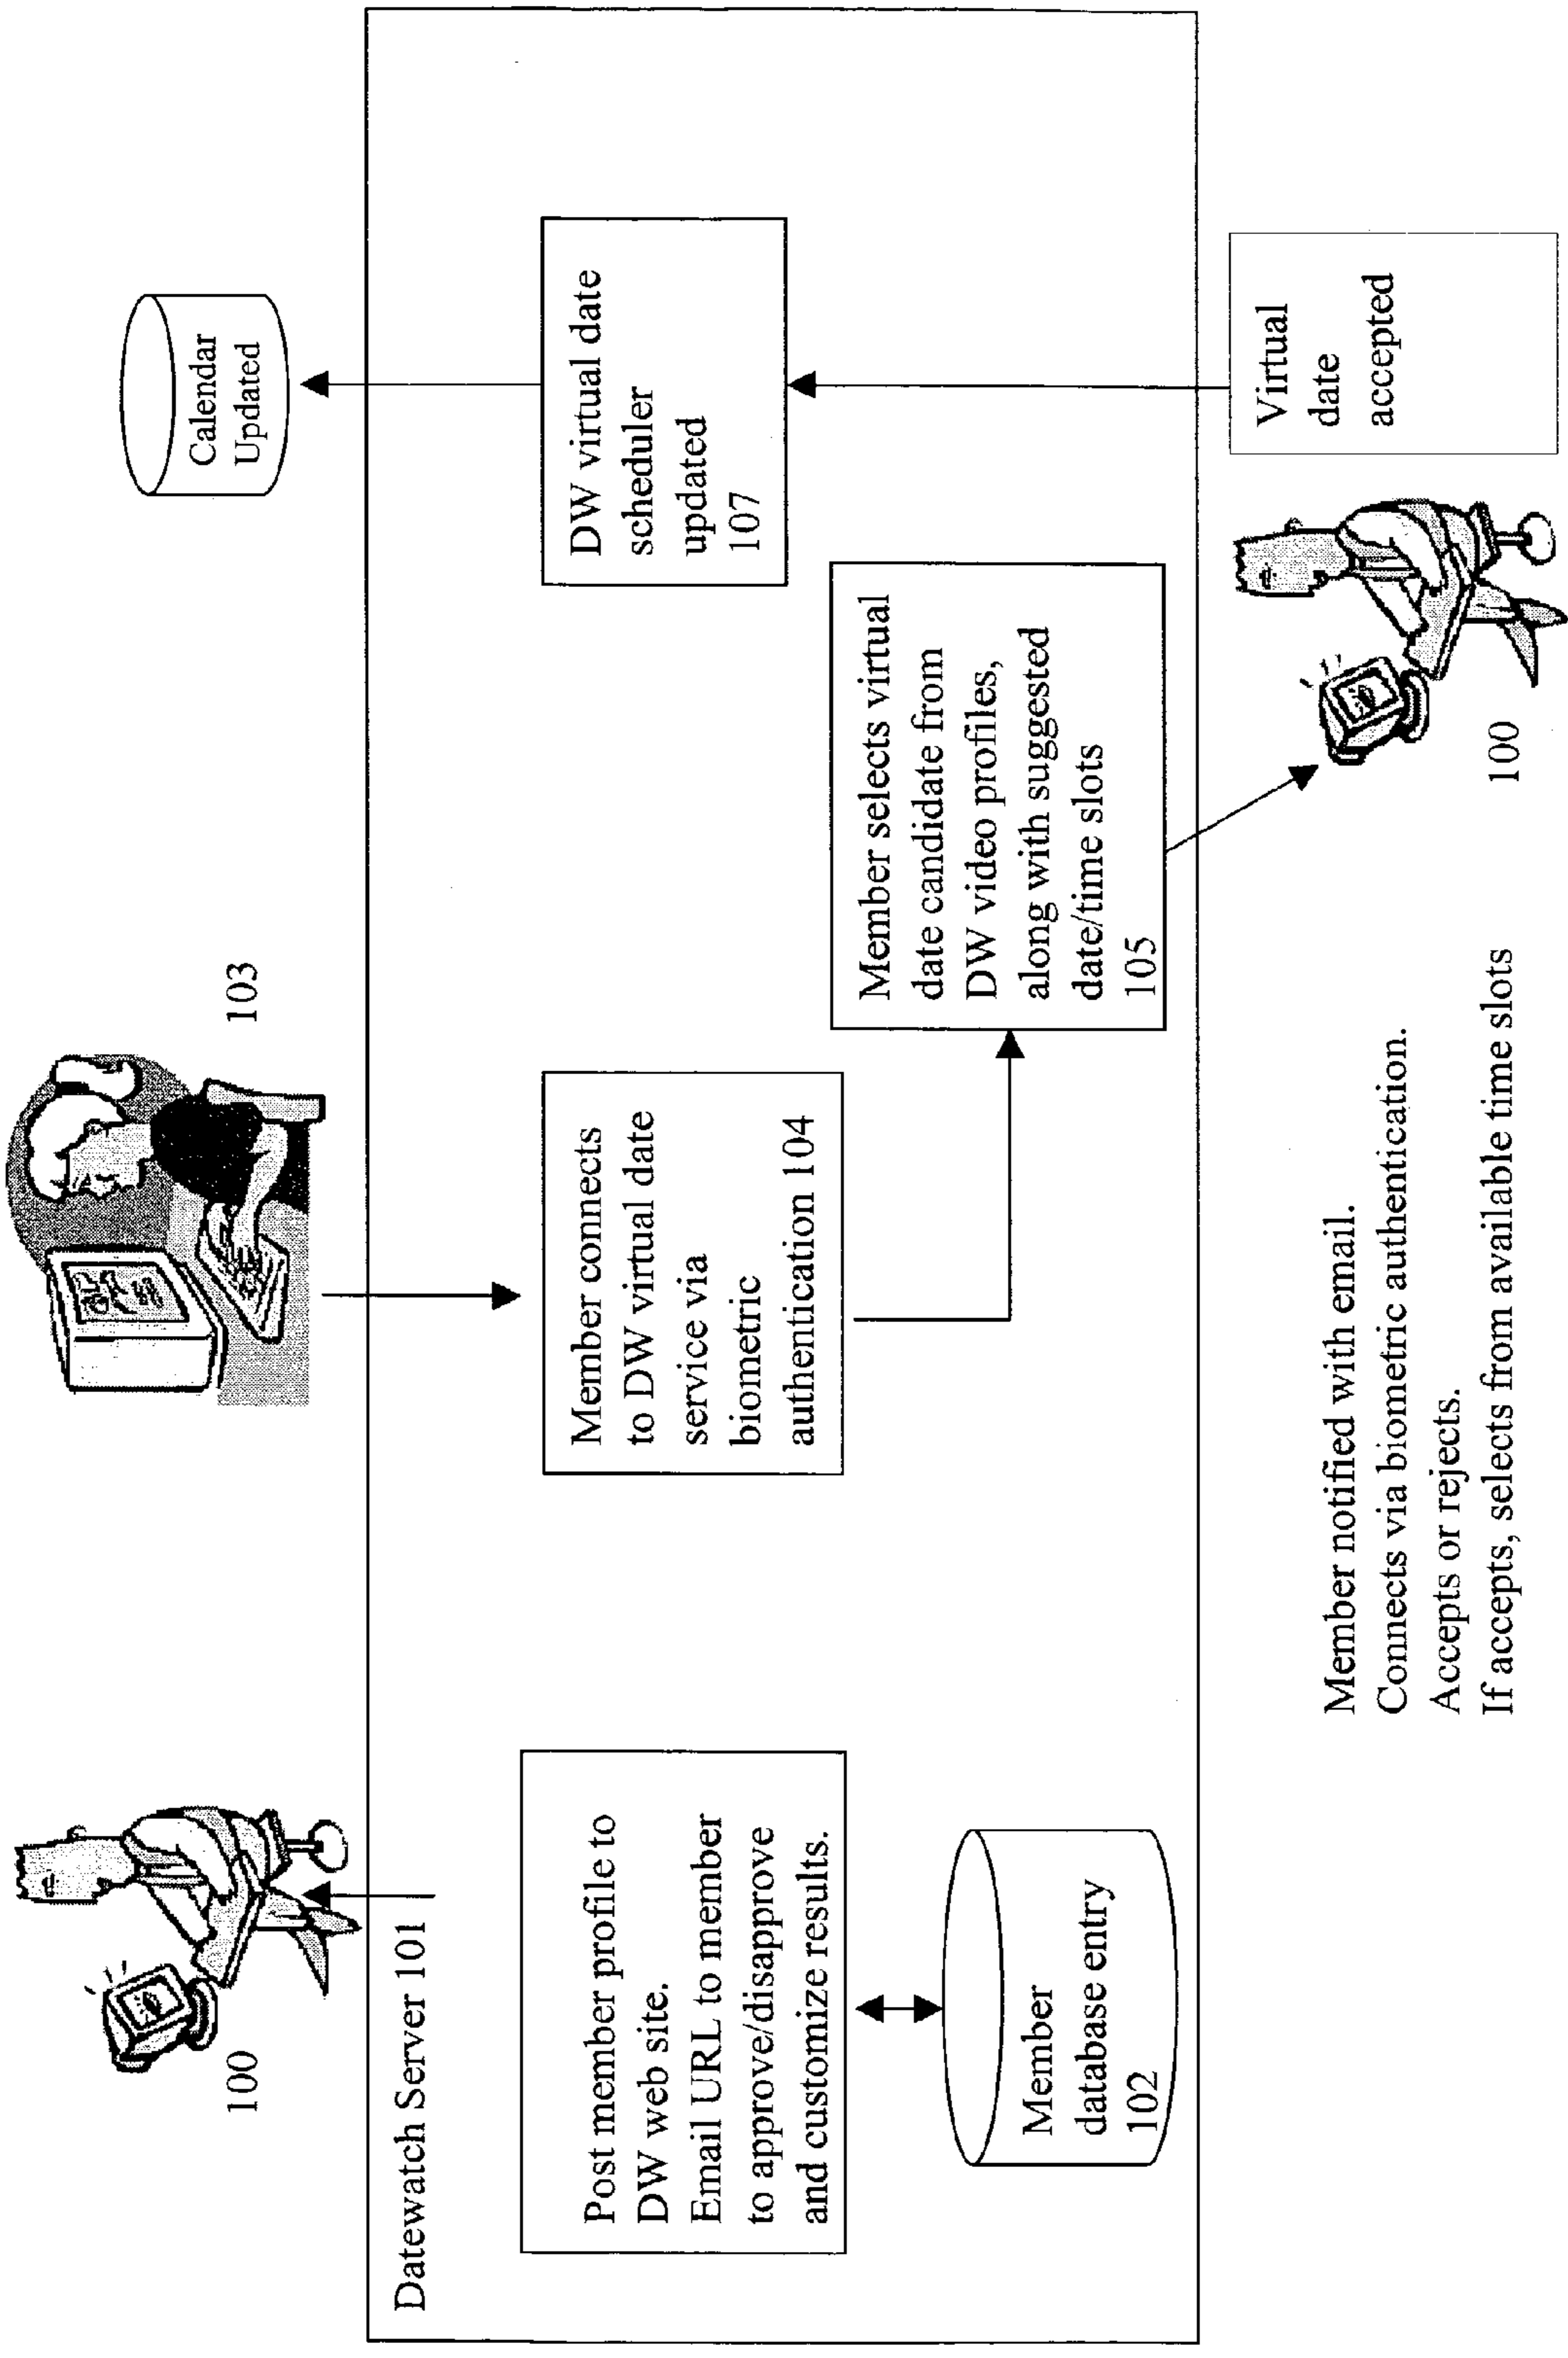 100
Datewatch Server 101
Post member profile to
DW web site.
Email URL to member
to approve/disapprove
and customize results.
Member
database entry
102
103
Member connects
to DW virtual date
service via
biometric
authentication 104
Member selects virtual
date candidate from
DW video profiles,
along with suggested
date/time slots
105
Calendar
Updated
DW virtual date
scheduler
updated
107
Virtual
date
accepted
100
Member notified with email.
Connects via biometric authentication.
Accepts or rejects.
If accepts, selects from available time slots